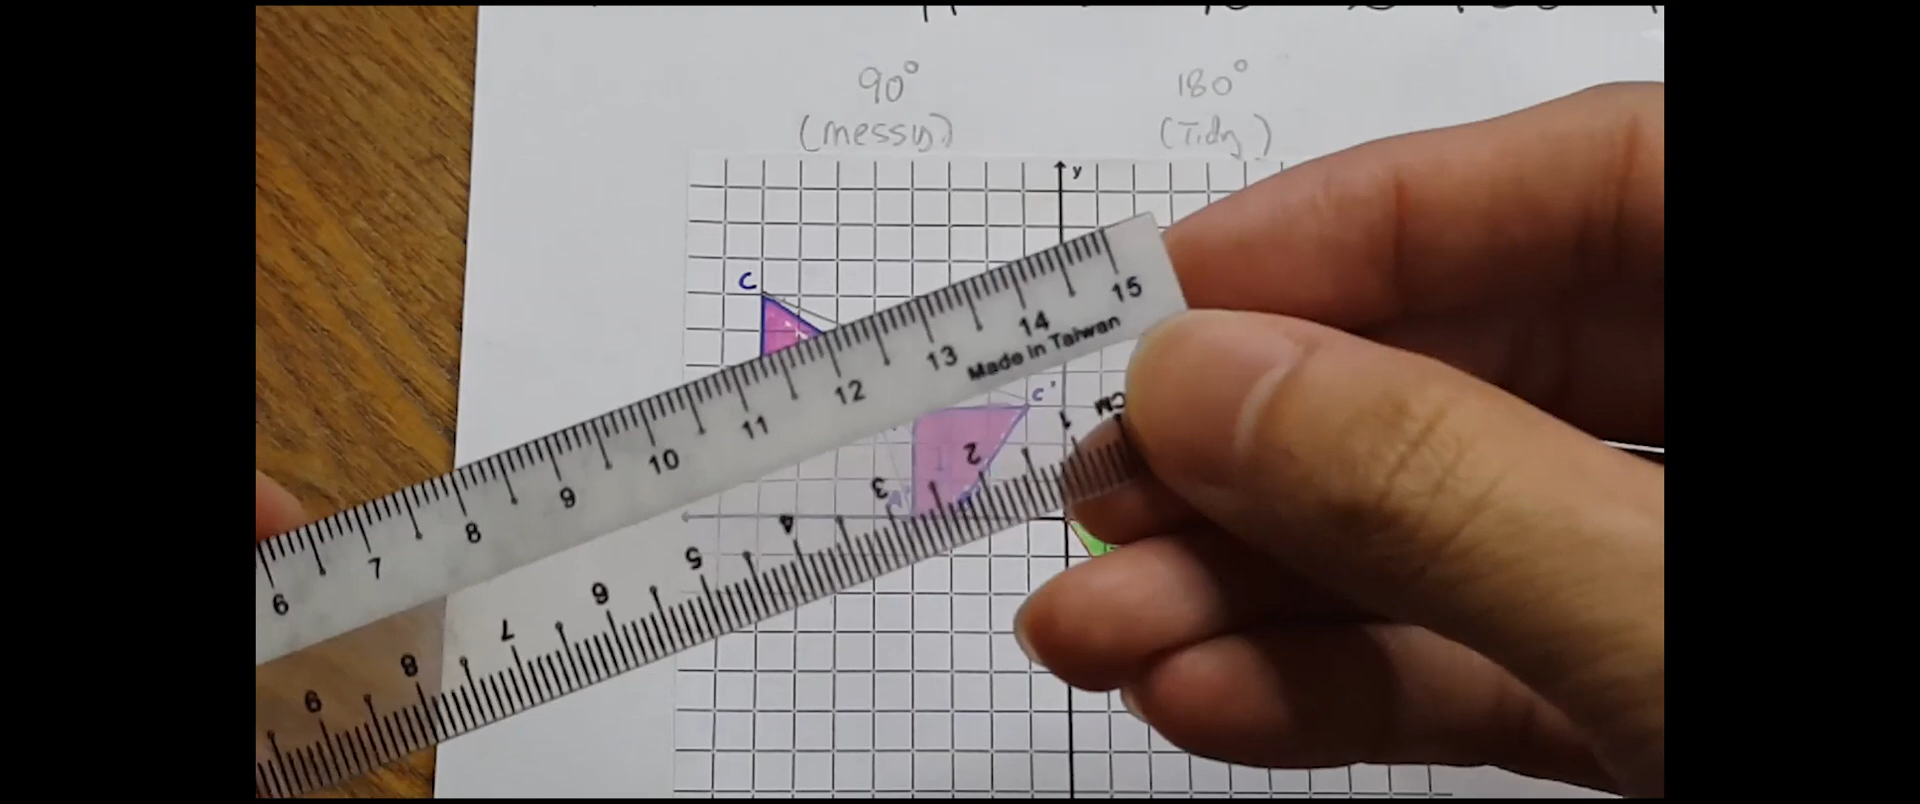 90° 180°
(messy) (Tidy)
y
C
C'
6 7 8 9 10 11 12 13 14 15
Made in Taiwan
CM 1 2 3 4 5 6 7 8 9